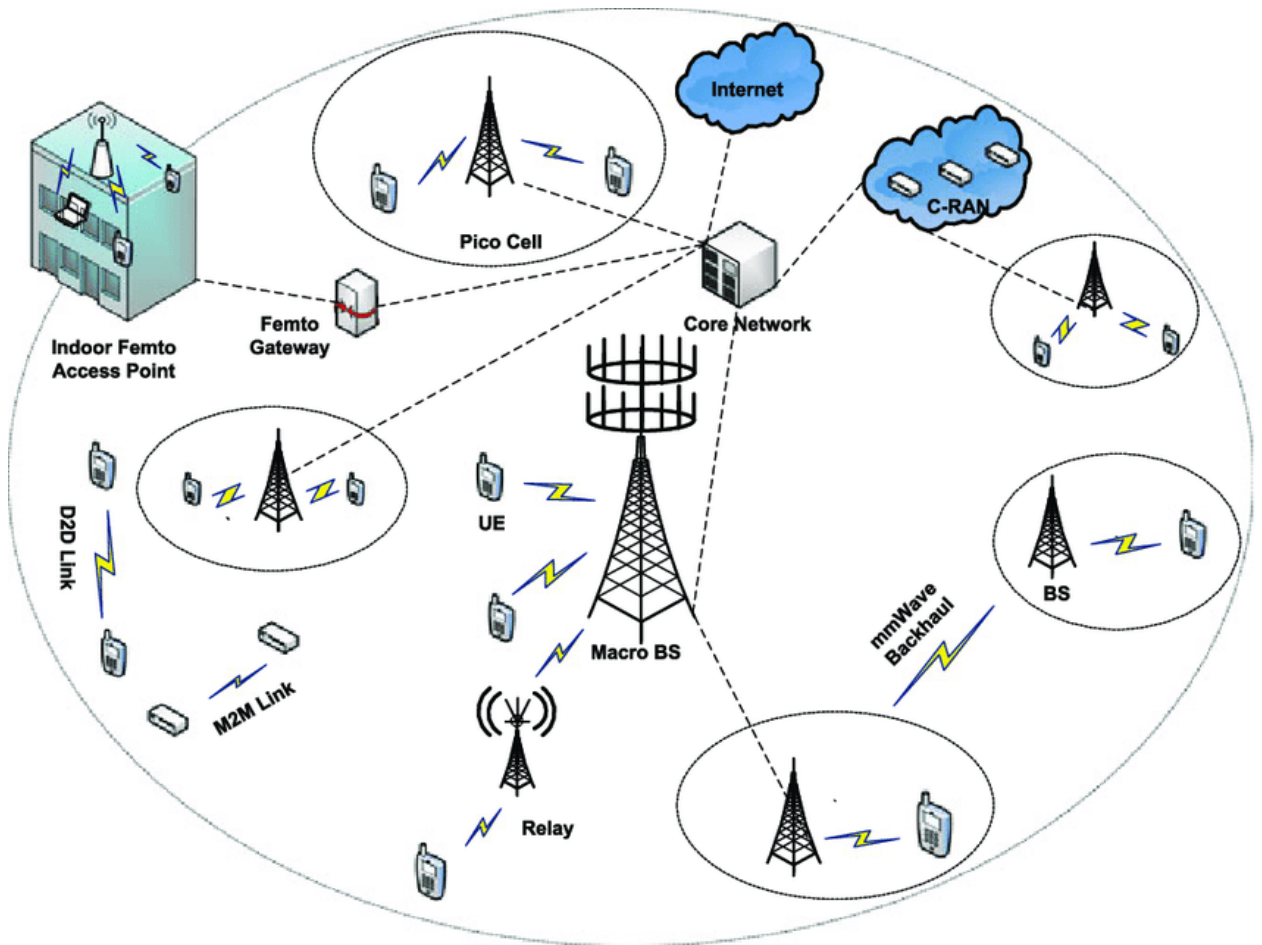 Internet
C-RAN
Pico Cell
Core Network
Femto
Gateway
Indoor Femto
Access Point
D2D Link
UE
BS
mmWave
Backhaul
Macro BS
M2M Link
Relay